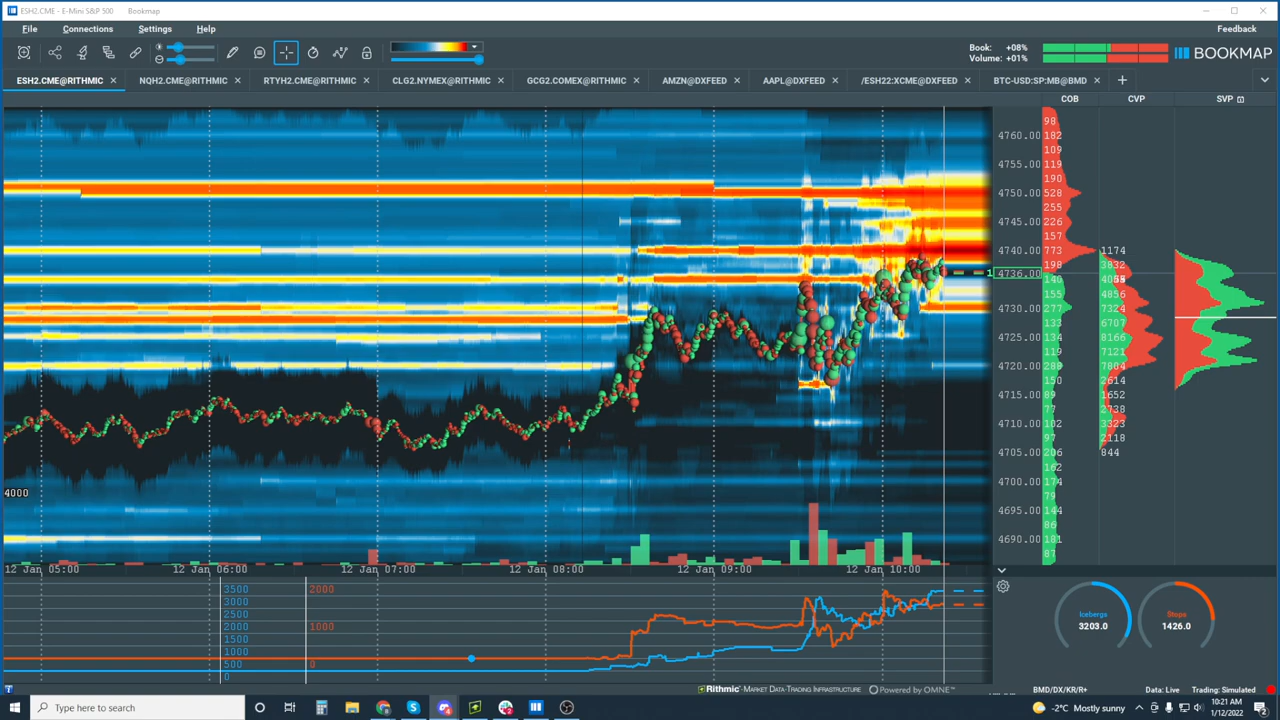 ESH2.CME - E-Mini S&P 500 Bookmap
File Connections Settings Help Feedback
Book: +08%
Volume: +01%
BOOKMAP
ESH2.CME@RITHMIC NQH2.CME@RITHMIC RTYH2.CME@RITHMIC CLG2.NYMEX@RITHMIC GCG2.COMEX@RITHMIC AMZN@DXFEED AAPL@DXFEED /ESH22:XCME@DXFEED BTC-USD:SP:MB@BMD
COB CVP SVP
98
4760.00 182
109
4755.00 119
190
4750.00 528
255
4745.00 226
157
4740.00 773 1174
198 3832
1 4736.00
140
155 4856
4730.00 277 7324
133 6707
4725.00 134 8166
119 7121
4720.00 288 7804
150 2614
4715.00 89 1652
77 2738
4710.00 102 3323
97 2118
4705.00 206 844
162
4700.00 174
79
4000
4695.00 144
86
4690.00 181
87
12 Jan 05:00 12 Jan 06:00 12 Jan 07:00 12 Jan 08:00 12 Jan 09:00 12 Jan 10:00
3500 2000
3000
2500
2000 1000
1500
1000
500 0
0
Icebergs Stops
3203.0 1426.0
Rithmic™ MARKET DATA-TRADING INFRASTRUCTURE Powered by OMNE™
BMD/DX/KR/R+ Data: Live Trading: Simulated
Type here to search
-2°C Mostly sunny
10:21 AM
1/12/2022